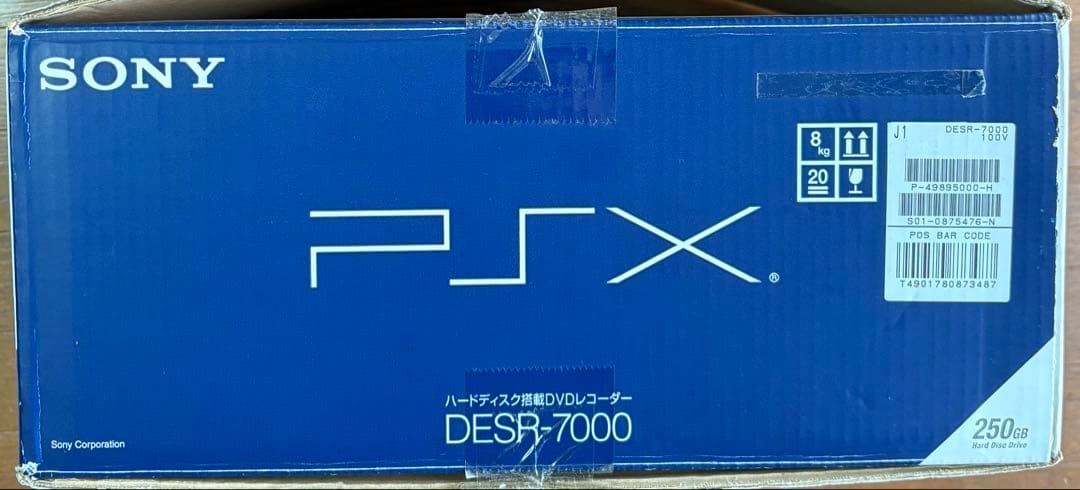 SONY
8
kg
20
J1 DESR-7000
100V
P-49895000-H
S01-0875476-N
POS BAR CODE
T4901780873487
PSX®
ハードディスク搭載DVDレコーダー
DESR-7000
Sony Corporation
250GB
Hard Disc Drive